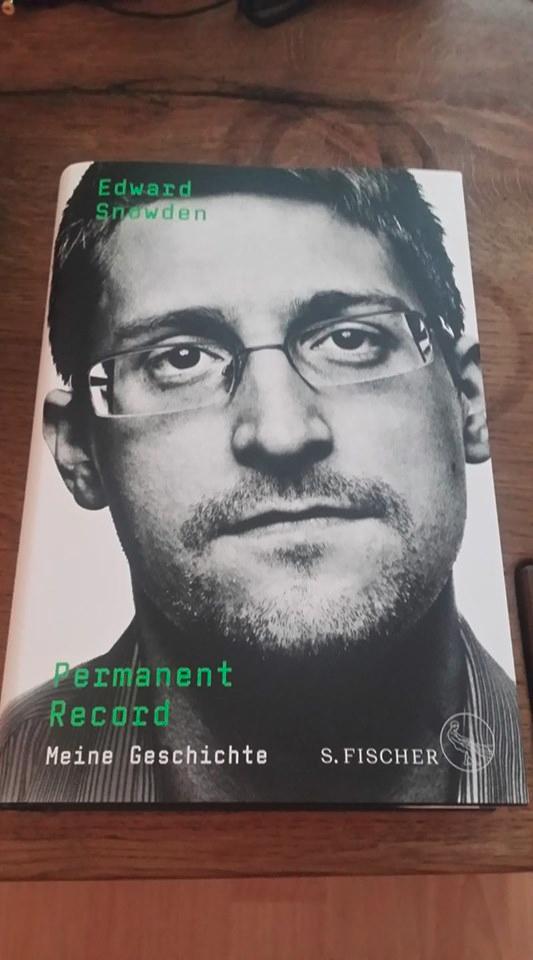 Edward
Snowden
Permanent
Record
Meine Geschichte
S. FISCHER